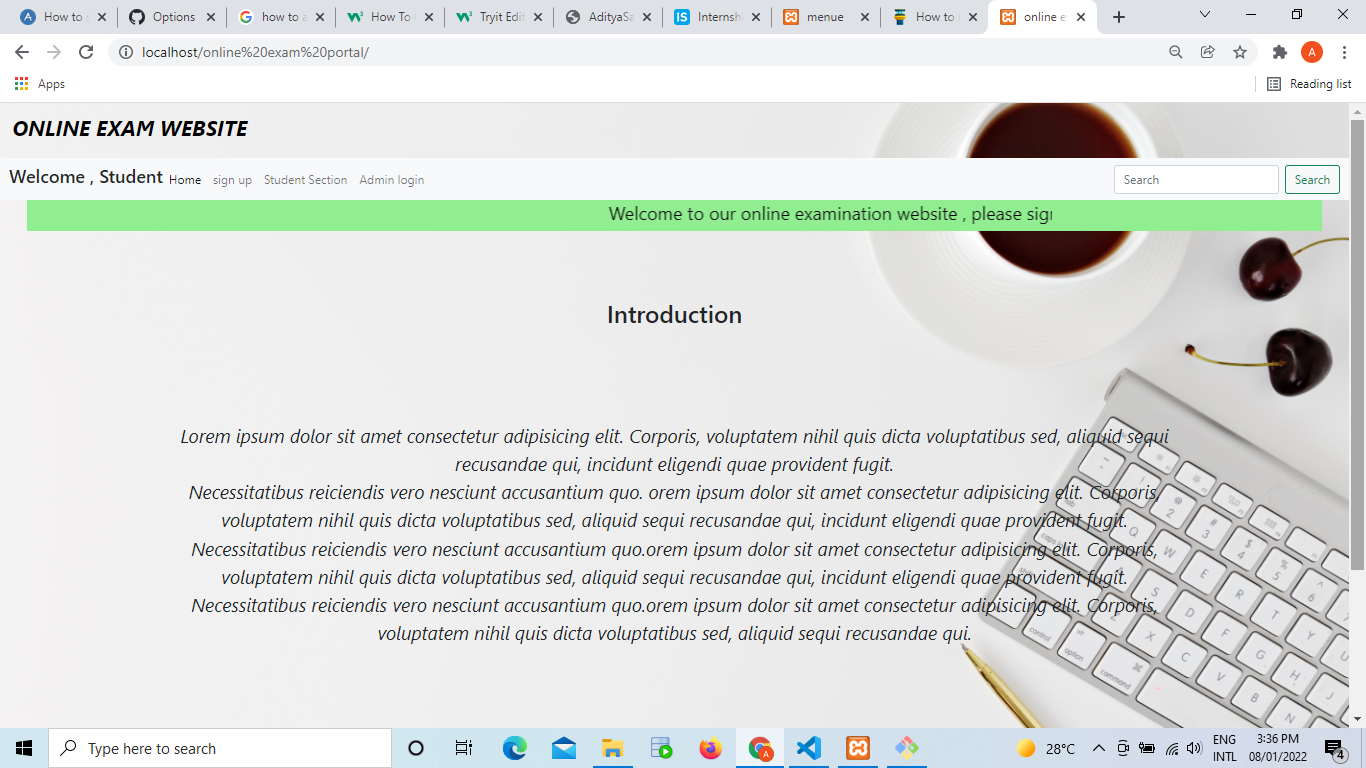 How to s
Options
how to a
How To
Tryit Edit
AdityaSa
Internshi
menue
How to
online e
localhost/online%20exam%20portal/
A
Apps
Reading list
ONLINE EXAM WEBSITE
Welcome , Student Home sign up Student Section Admin login Search Search
Welcome to our online examination website , please sign
Introduction
Lorem ipsum dolor sit amet consectetur adipisicing elit. Corporis, voluptatem nihil quis dicta voluptatibus sed, aliquid sequi
recusandae qui, incidunt eligendi quae provident fugit.
Necessitatibus reiciendis vero nesciunt accusantium quo. orem ipsum dolor sit amet consectetur adipisicing elit. Corporis,
voluptatem nihil quis dicta voluptatibus sed, aliquid sequi recusandae qui, incidunt eligendi quae provident fugit.
Necessitatibus reiciendis vero nesciunt accusantium quo.orem ipsum dolor sit amet consectetur adipisicing elit. Corporis,
voluptatem nihil quis dicta voluptatibus sed, aliquid sequi recusandae qui, incidunt eligendi quae provident fugit.
Necessitatibus reiciendis vero nesciunt accusantium quo.orem ipsum dolor sit amet consectetur adipisicing elit. Corporis,
voluptatem nihil quis dicta voluptatibus sed, aliquid sequi recusandae qui.
control
option
command
Type here to search
28°C
ENG
INTL
3:36 PM
08/01/2022
4